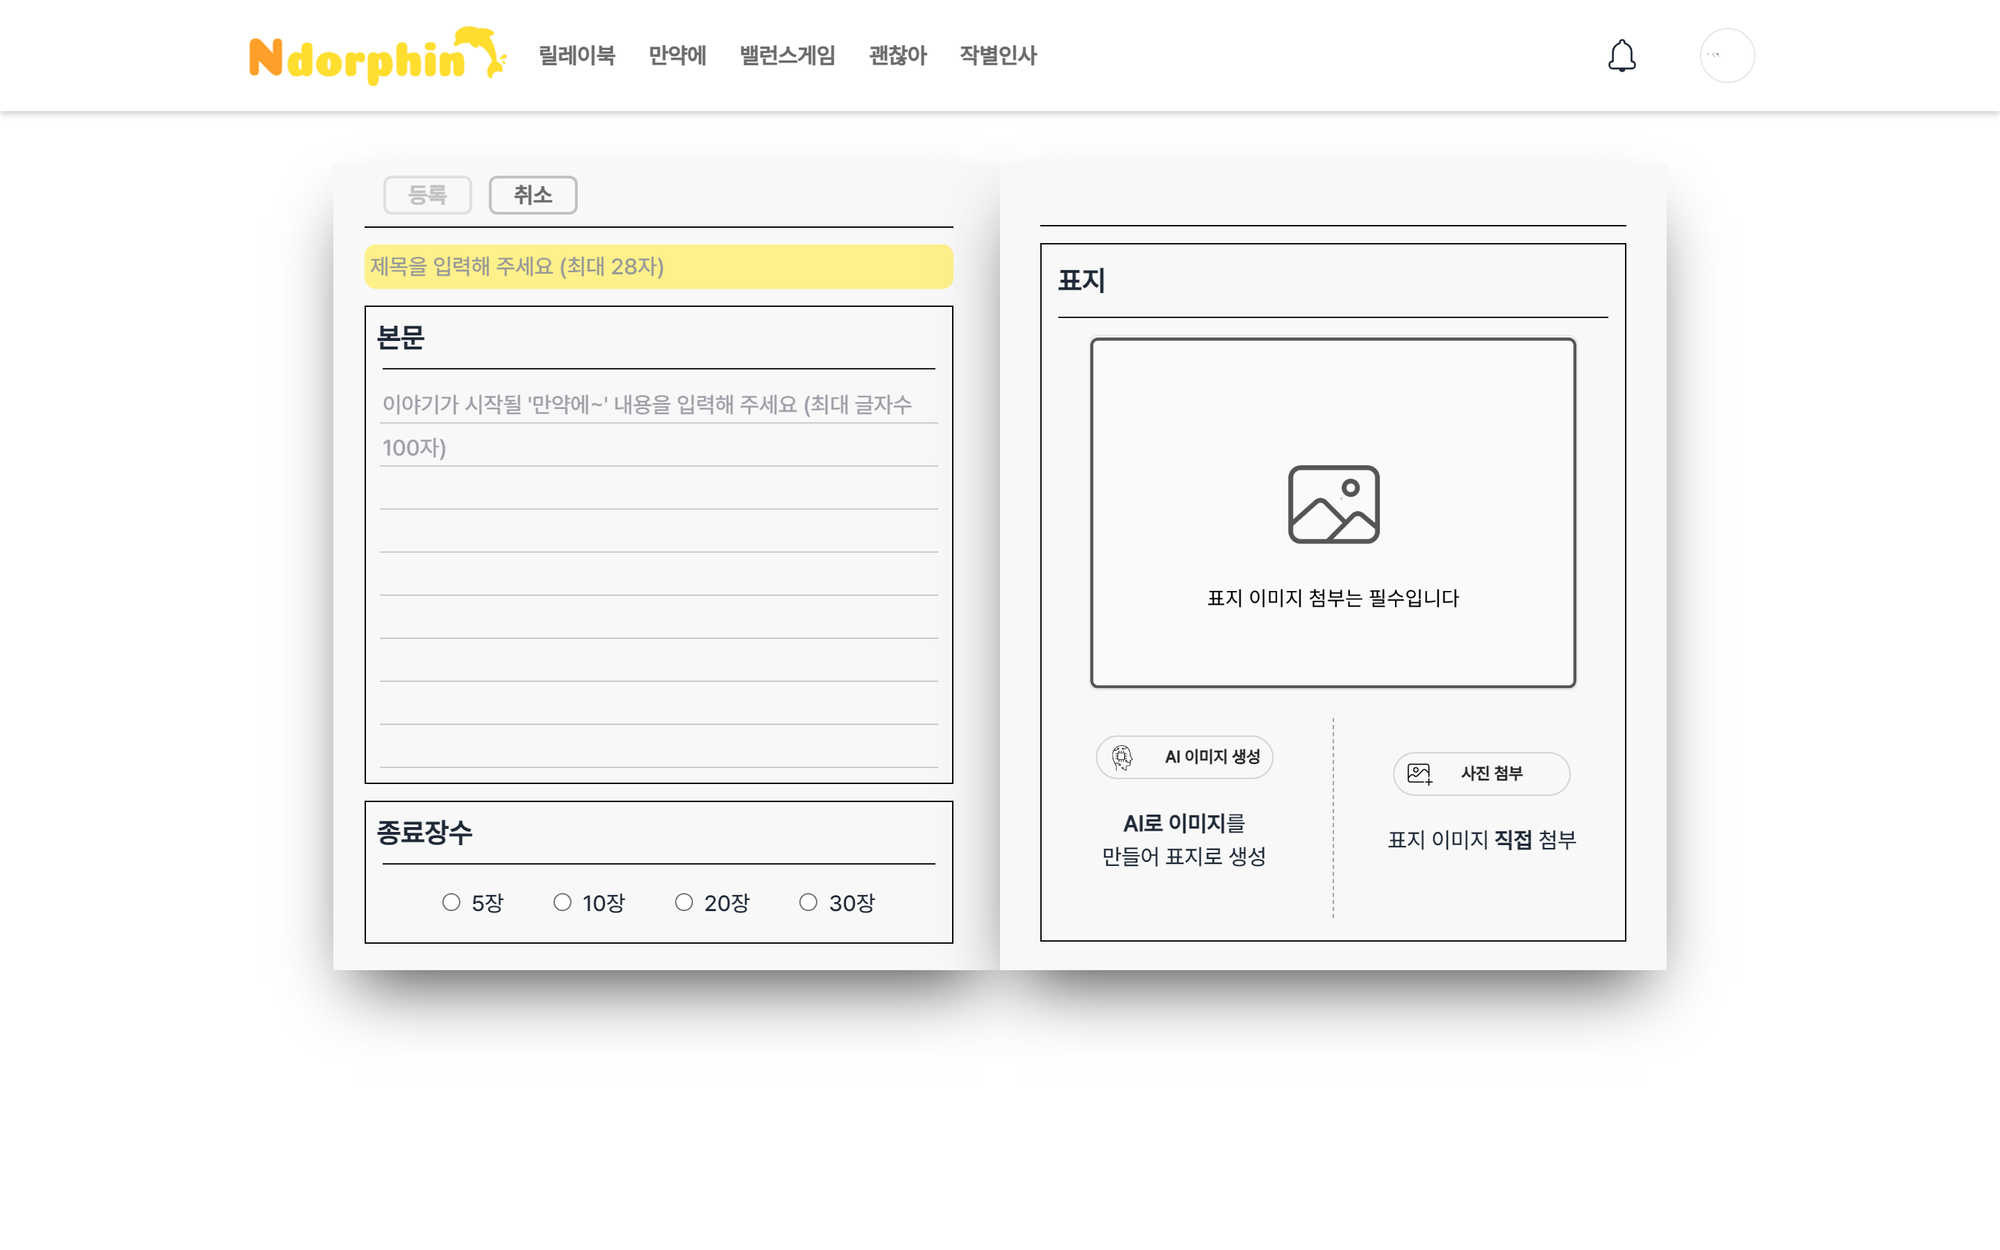 Ndorphin 릴레이북 만약에 밸런스게임 괜찮아 작별인사
등록 취소
제목을 입력해 주세요 (최대 28자)
본문
이야기가 시작될 '만약에~' 내용을 입력해 주세요 (최대 글자수
100자)
종료장수
5장 10장 20장 30장
표지
표지 이미지 첨부는 필수입니다
AI 이미지 생성
AI로 이미지를
만들어 표지로 생성
사진 첨부
표지 이미지 직접 첨부